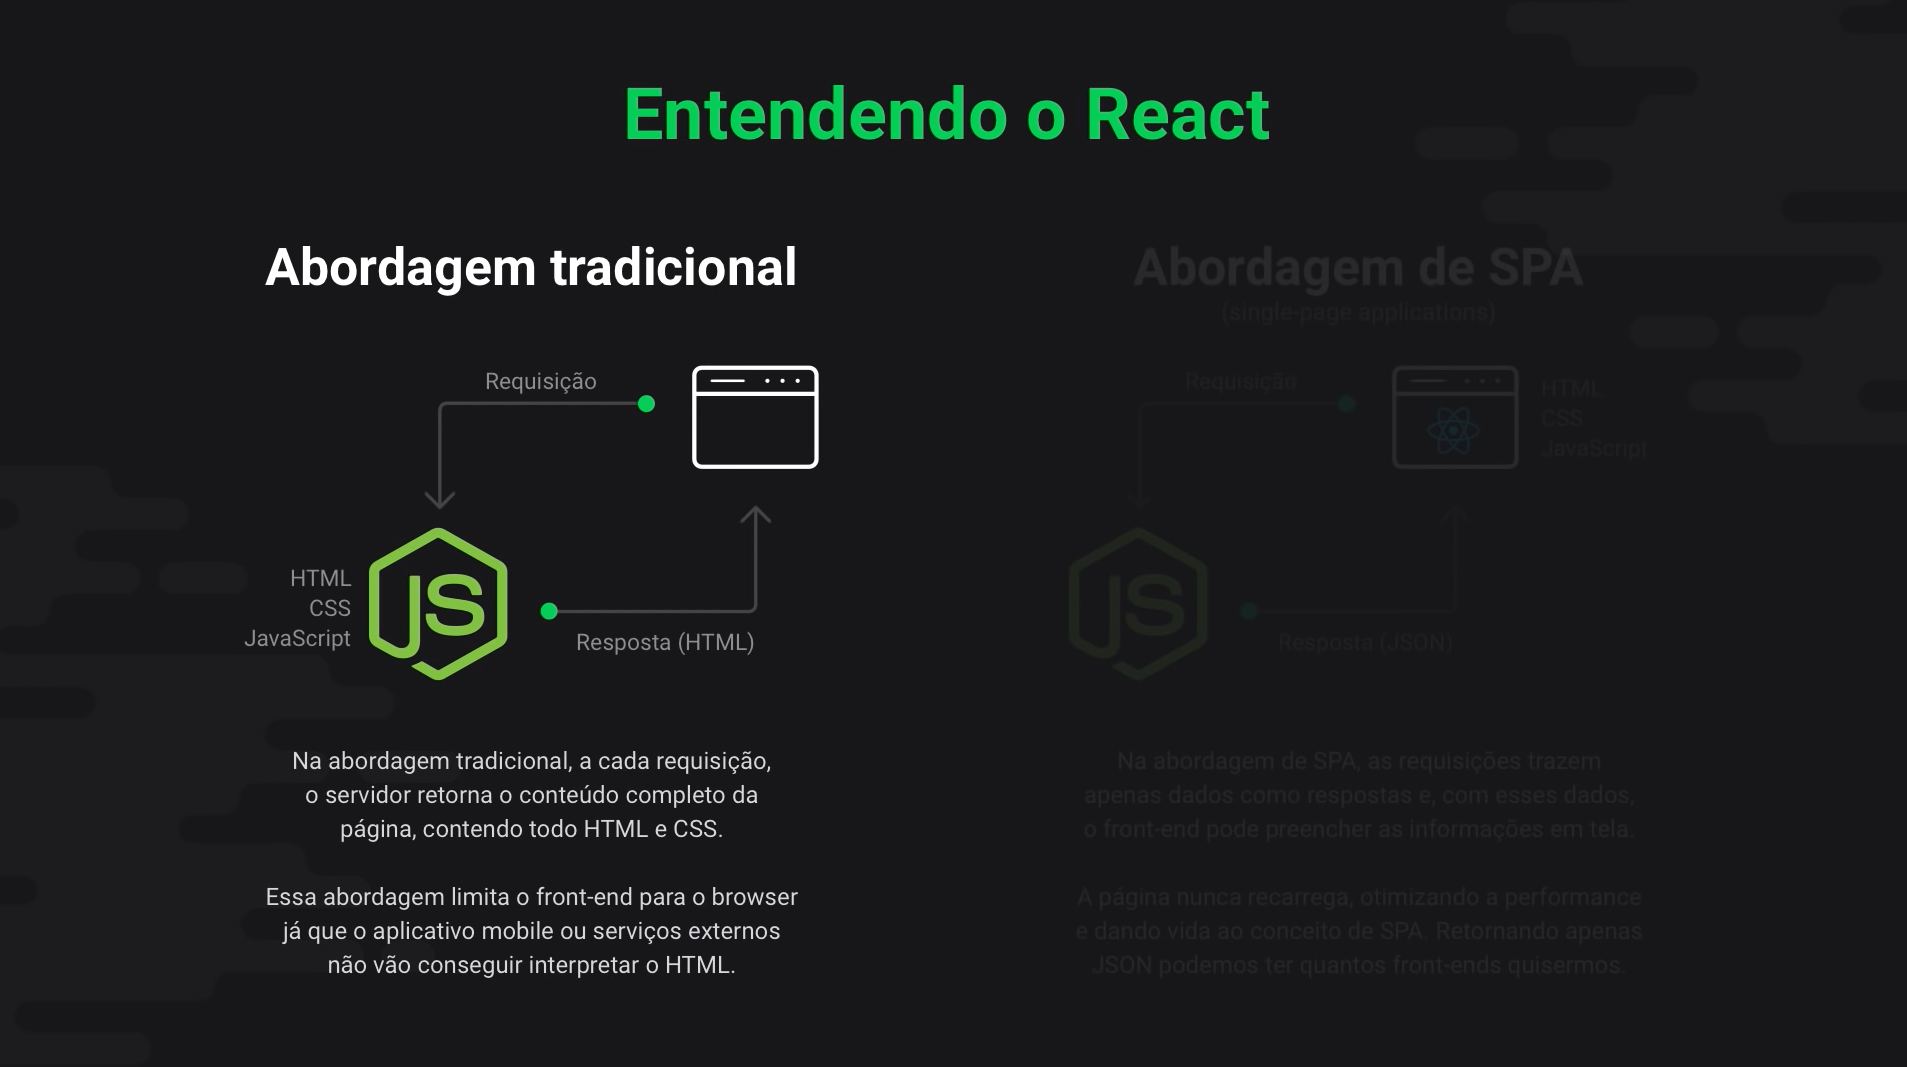 Entendendo o React
Abordagem tradicional
Requisição
HTML
CSS
JavaScript
JS
Resposta (HTML)
Na abordagem tradicional, a cada requisição,
o servidor retorna o conteúdo completo da
página, contendo todo HTML e CSS.
Essa abordagem limita o front-end para o browser
já que o aplicativo mobile ou serviços externos
não vão conseguir interpretar o HTML.
Abordagem de SPA
(single-page applications)
Requisição
HTML
CSS
JavaScript
JS
Resposta (JSON)
Na abordagem de SPA, as requisições trazem
apenas dados como respostas e, com esses dados,
o front-end pode preencher as informações em tela.
A página nunca recarrega, otimizando a performance
e dando vida ao conceito de SPA. Retornando apenas
JSON podemos ter quantos front-ends quisermos.